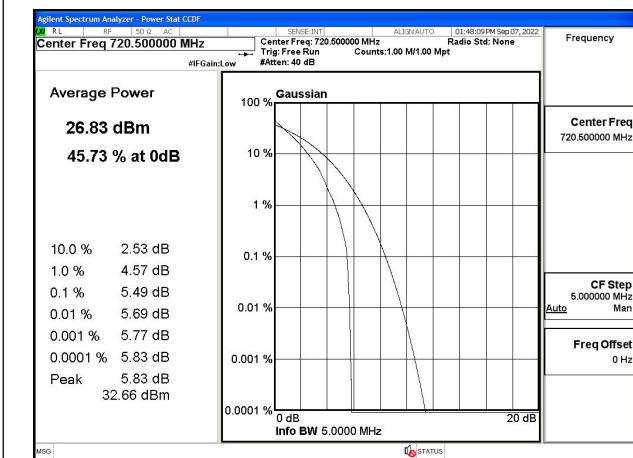 Agilent Spectrum Analyzer - Power Stat CCDF
LXI RL RF 50 Ω AC SENSE:INT ALIGN AUTO 01:48:09 PM Sep 07, 2022
Center Freq 720.500000 MHz
Center Freq: 720.500000 MHz Radio Std: None
Trig: Free Run Counts:1.00 M/1.00 Mpt
#IFGain:Low #Atten: 40 dB
Frequency
Average Power
26.83 dBm
45.73 % at 0dB
10.0 % 2.53 dB
1.0 % 4.57 dB
0.1 % 5.49 dB
0.01 % 5.69 dB
0.001 % 5.77 dB
0.0001 % 5.83 dB
Peak 5.83 dB
32.66 dBm
Gaussian
100 %
10 %
1 %
0.1 %
0.01 %
0.001 %
0.0001 %
0 dB 20 dB
Info BW 5.0000 MHz
Center Freq
720.500000 MHz
CF Step
5.000000 MHz
Auto Man
Freq Offset
0 Hz
MSG STATUS